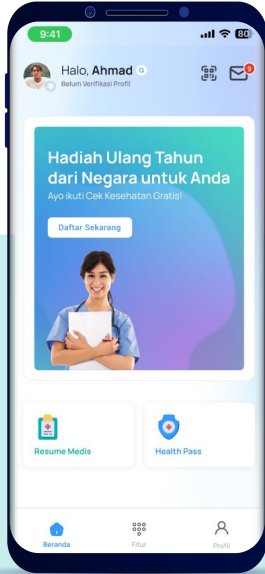 9:41
80
Halo, Ahmad
Belum Verifikasi Profil
9
Hadiah Ulang Tahun
dari Negara untuk Anda
Ayo ikuti Cek Kesehatan Gratis!
Daftar Sekarang
Resume Medis
Health Pass
Beranda
Fitur
Profil